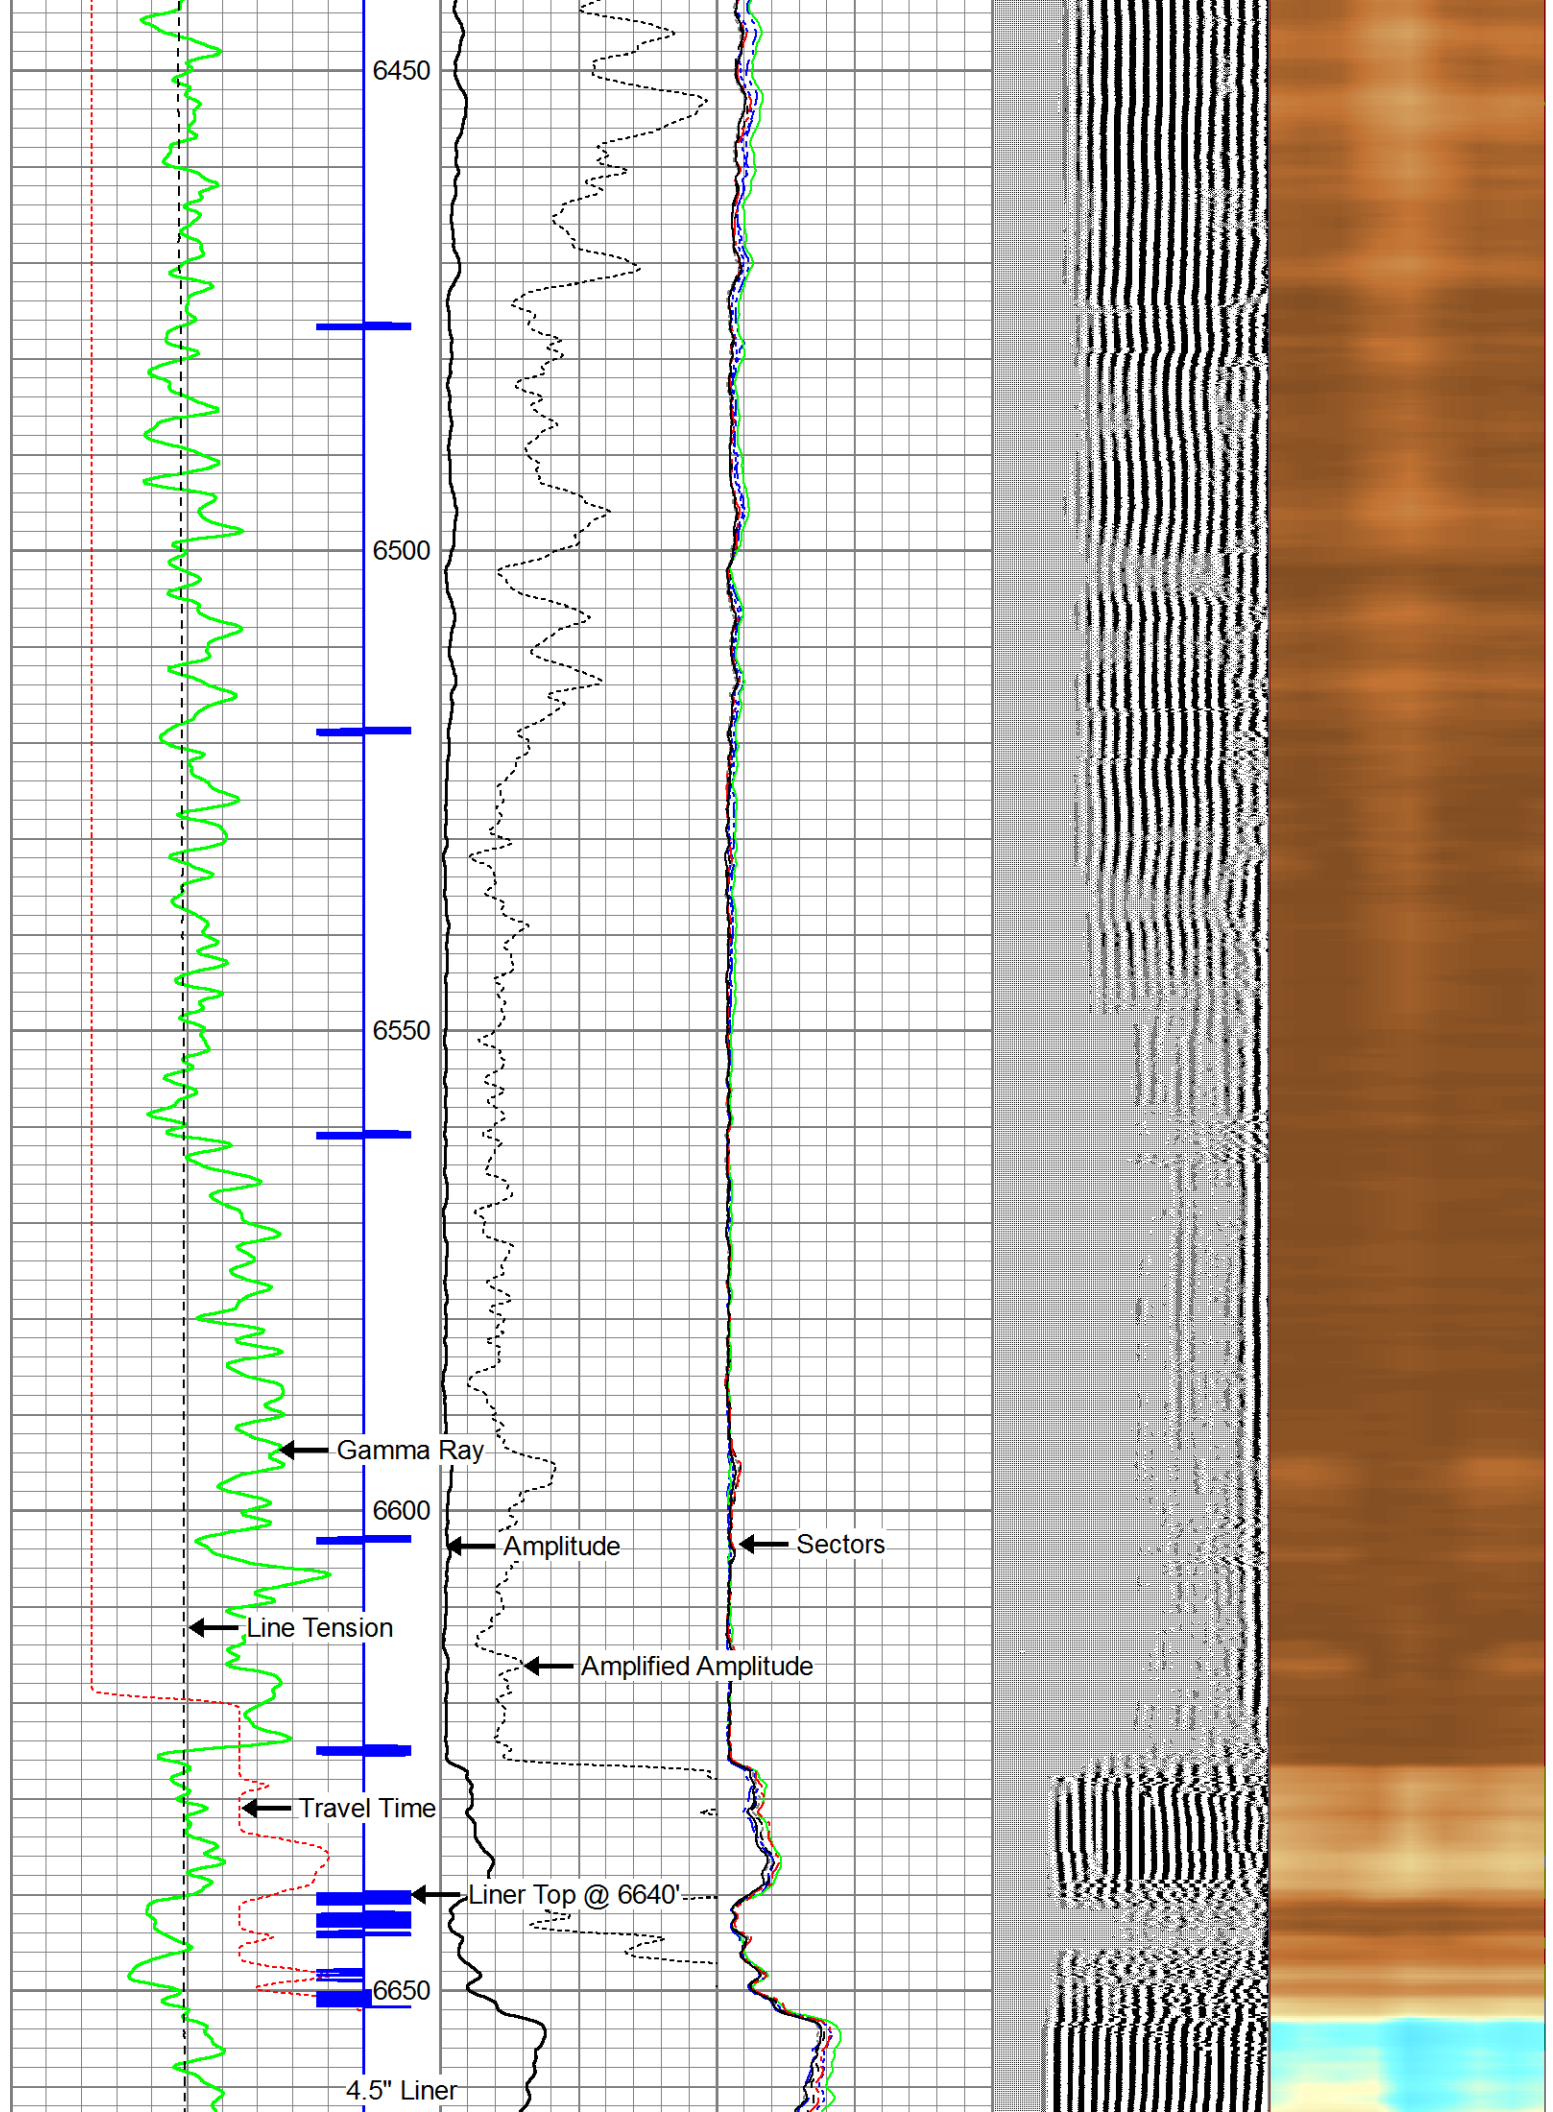 6450
6500
6550
Gamma Ray
6600
Amplitude
Sectors
Line Tension
Amplified Amplitude
Travel Time
Liner Top @ 6640'
6650
4.5" Liner